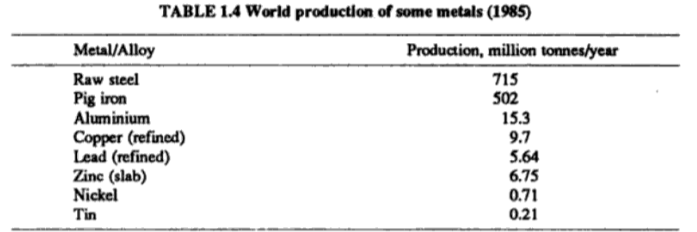 TABLE 1.4 World production of some metals (1985)
Metal/Alloy Production, million tonnes/year
Raw steel 715
Pig iron 502
Aluminium 15.3
Copper (refined) 9.7
Lead (refined) 5.64
Zinc (slab) 6.75
Nickel 0.71
Tin 0.21